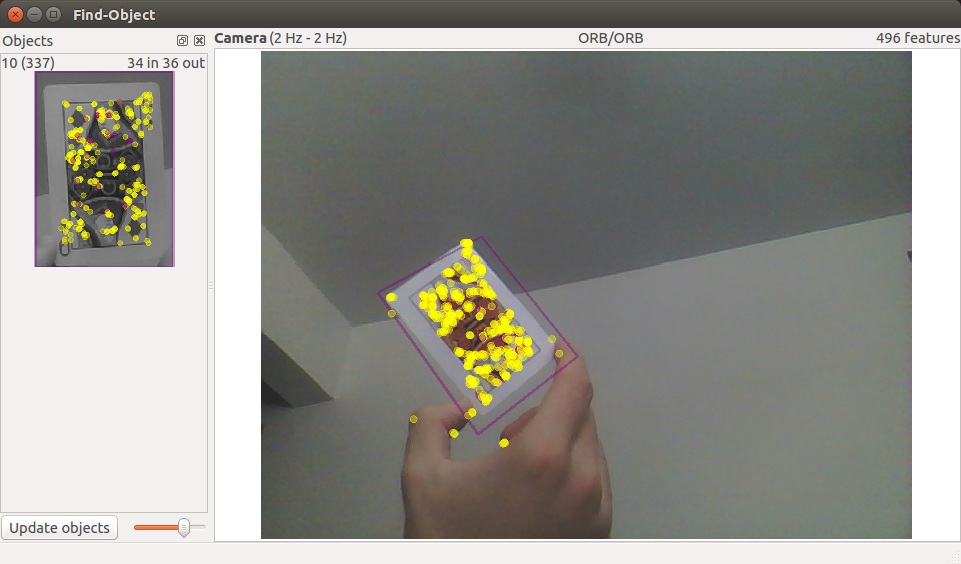 Find-Object
Objects
Camera (2 Hz - 2 Hz) ORB/ORB 496 features
10 (337) 34 in 36 out
Update objects